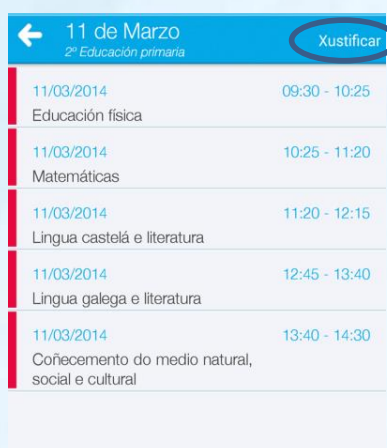 11 de Marzo
2º Educación primaria
Xustificar
11/03/2014 09:30 - 10:25
Educación física
11/03/2014 10:25 - 11:20
Matemáticas
11/03/2014 11:20 - 12:15
Lingua castelá e literatura
11/03/2014 12:45 - 13:40
Lingua galega e literatura
11/03/2014 13:40 - 14:30
Coñecemento do medio natural,
social e cultural